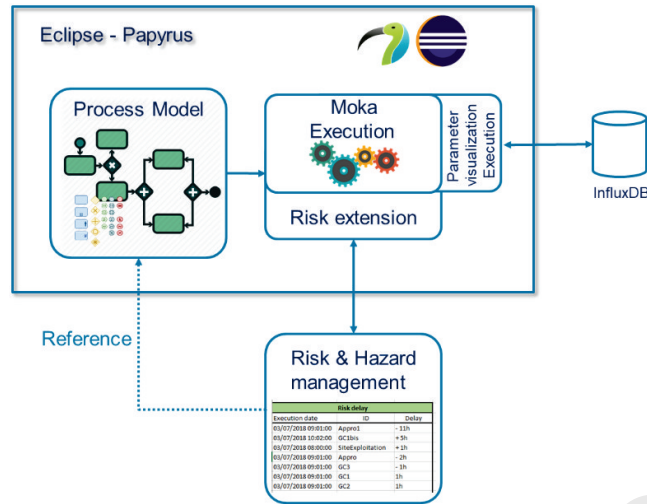 Eclipse - Papyrus
Process Model
Moka
Execution
Parameter
visualization
Execution
Risk extension
InfluxDB
Reference
Risk & Hazard
management
Risk delay
Execution date ID Delay
03/07/2018 09:01:00 Appro1 - 11h
03/07/2018 10:02:00 GC1bis + 5h
03/07/2018 08:00:00 SiteExploitation + 1h
03/07/2018 09:01:00 Appro - 2h
03/07/2018 09:01:00 GC3 - 1h
03/07/2018 09:01:00 GC1 1h
03/07/2018 09:01:00 GC2 1h